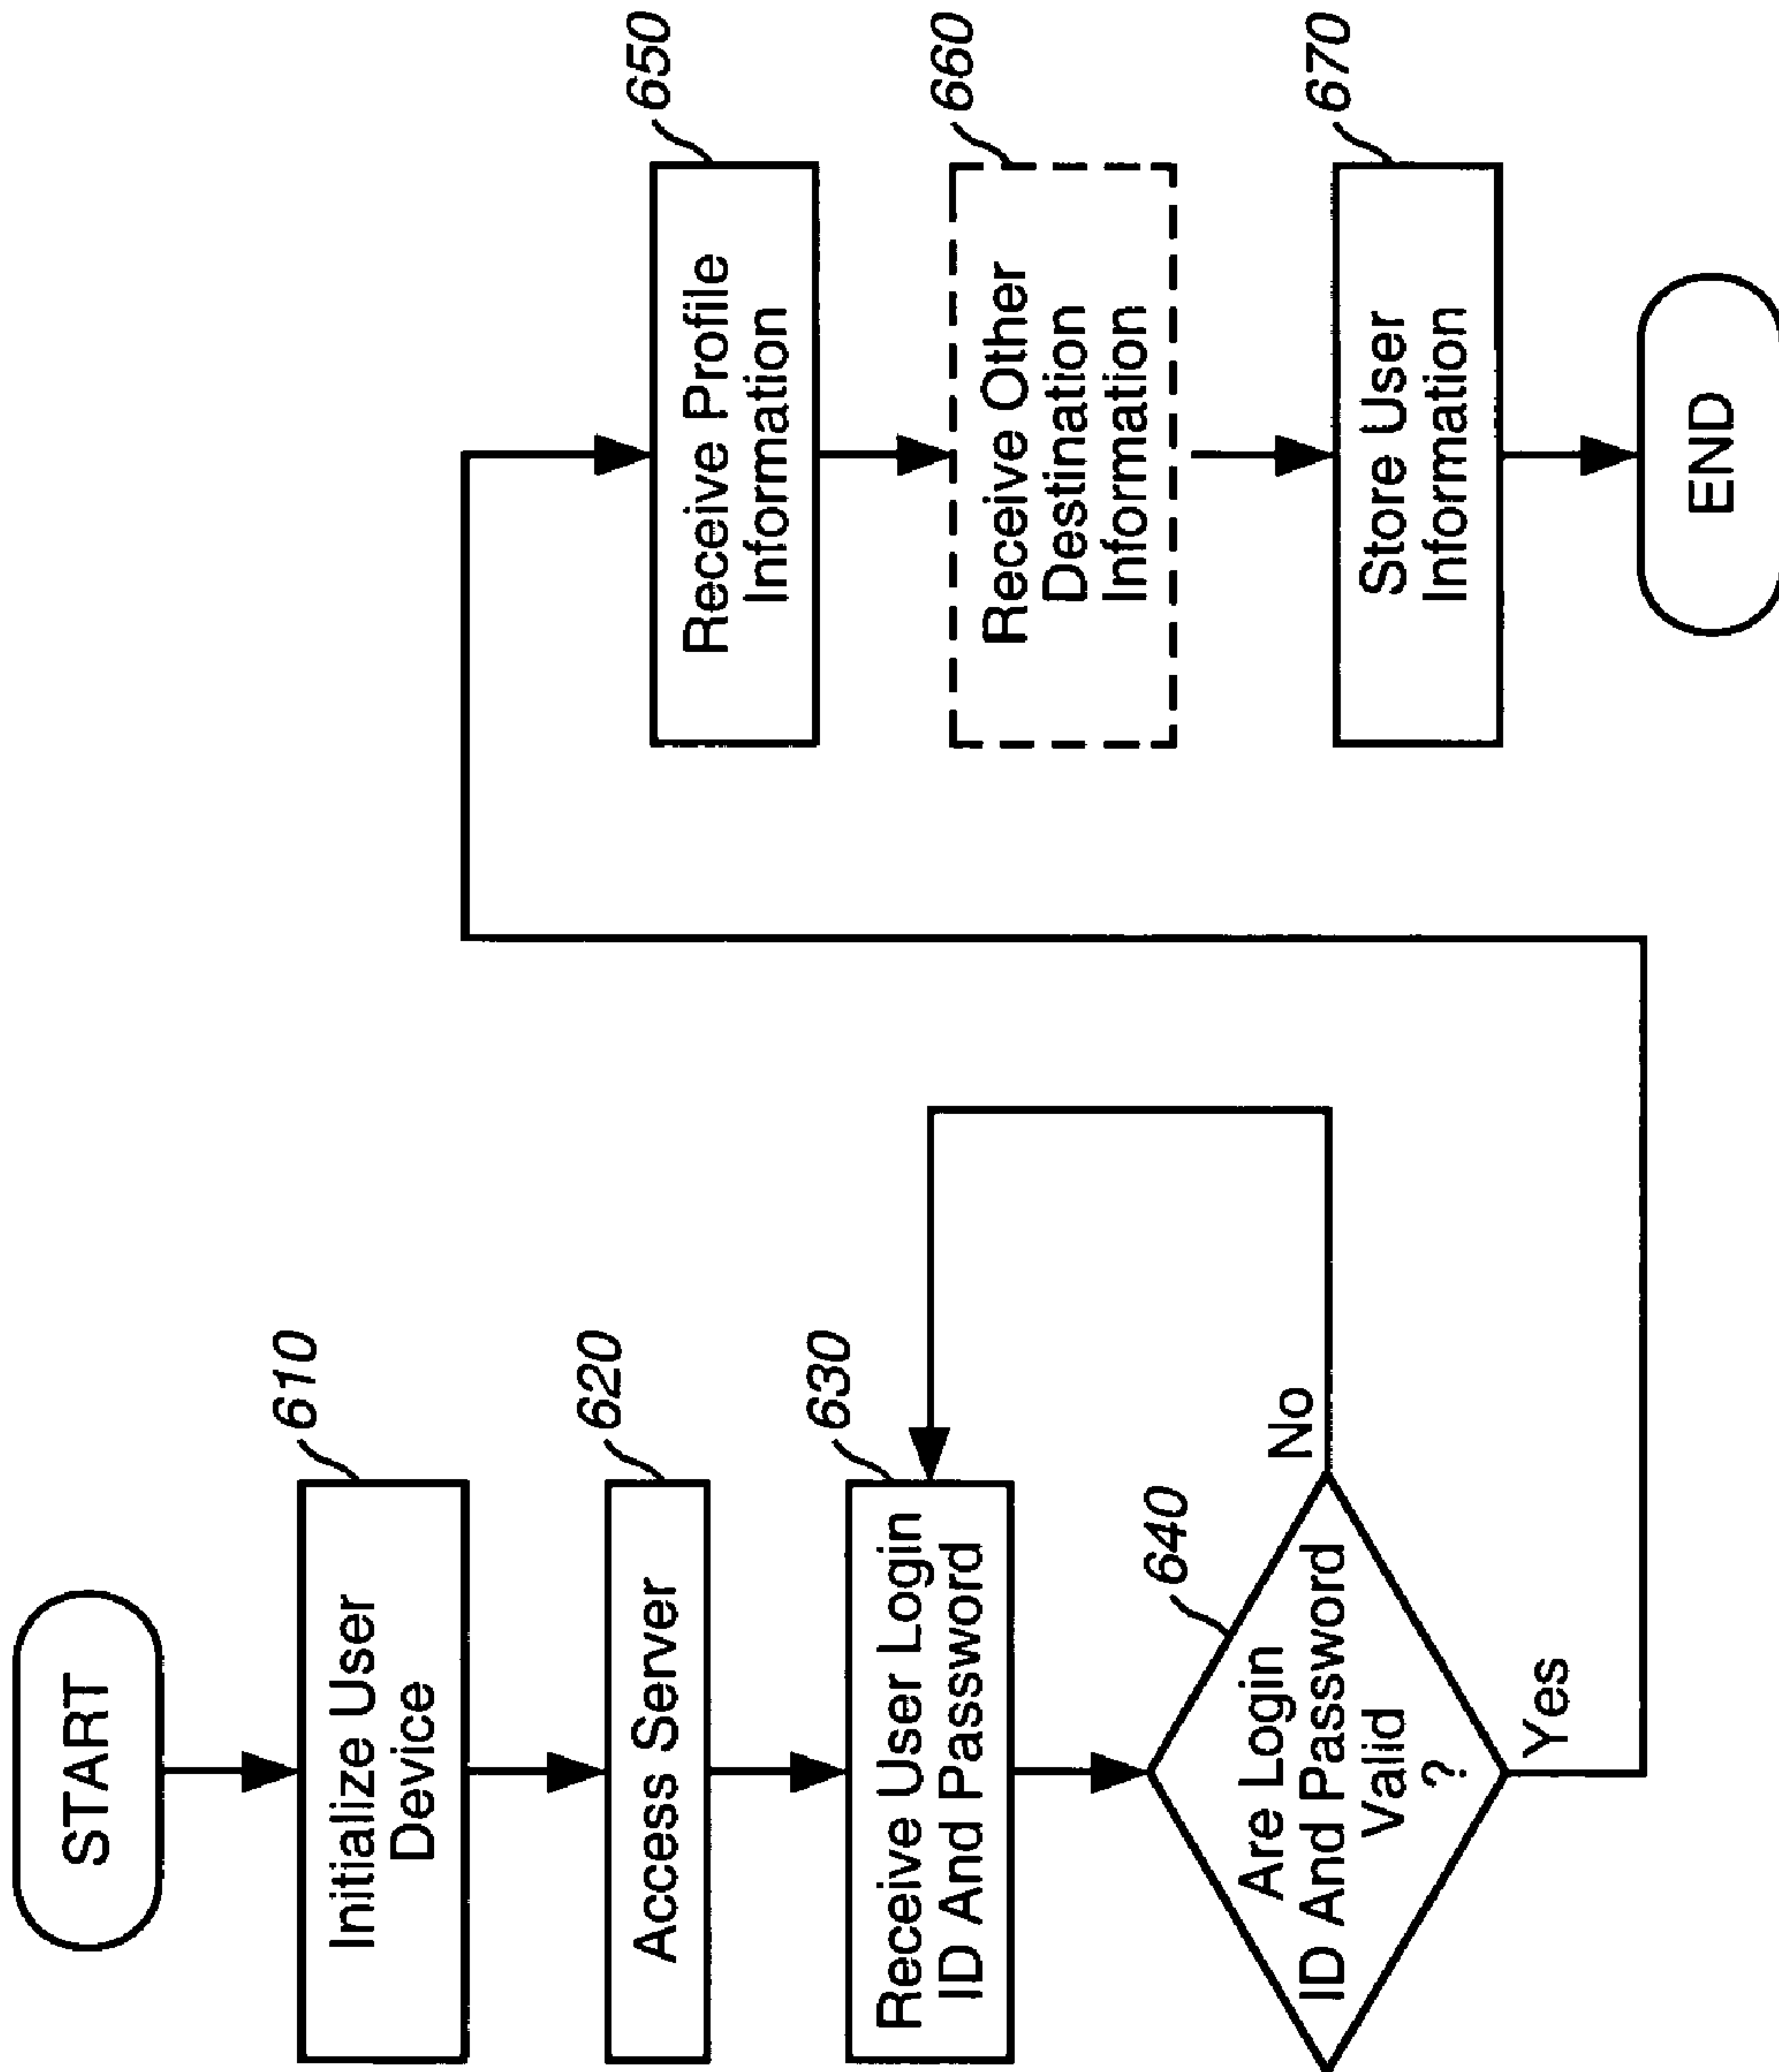 START
610
Initialize User
Device
620
Access Server
630
Receive User Login
ID And Password
640
Are Login
ID And Password
Valid
?
No
Yes
650
Receive Profile
Information
660
Receive Other
Destination
Information
670
Store User
Information
END